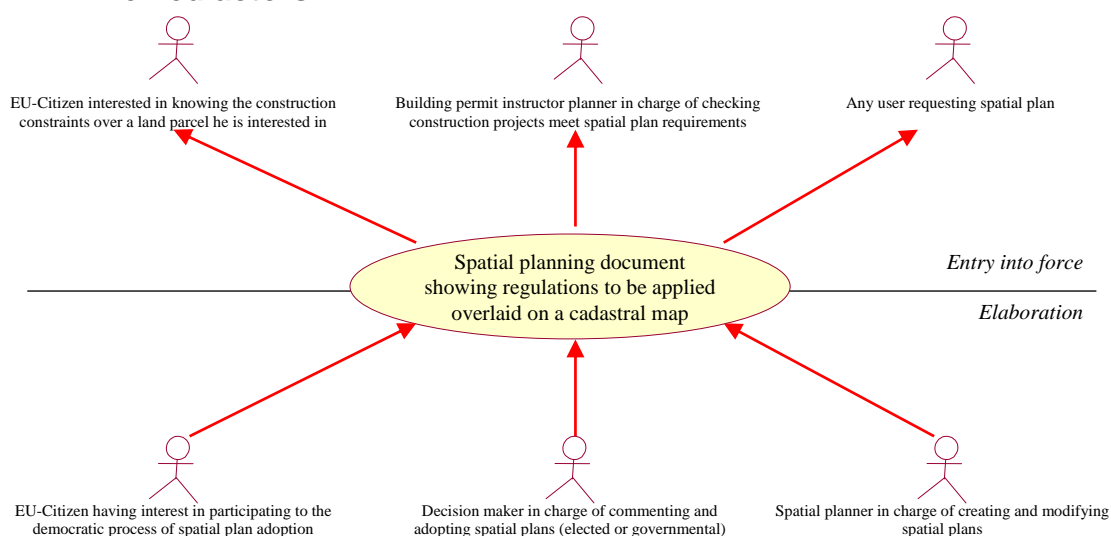 EU-Citizen interested in knowing the construction
constraints over a land parcel he is interested in
Building permit instructor planner in charge of checking
construction projects meet spatial plan requirements
Any user requesting spatial plan
Spatial planning document
showing regulations to be applied
overlaid on a cadastral map
Entry into force
Elaboration
EU-Citizen having interest in participating to the
democratic process of spatial plan adoption
Decision maker in charge of commenting and
adopting spatial plans (elected or governmental)
Spatial planner in charge of creating and modifying
spatial plans